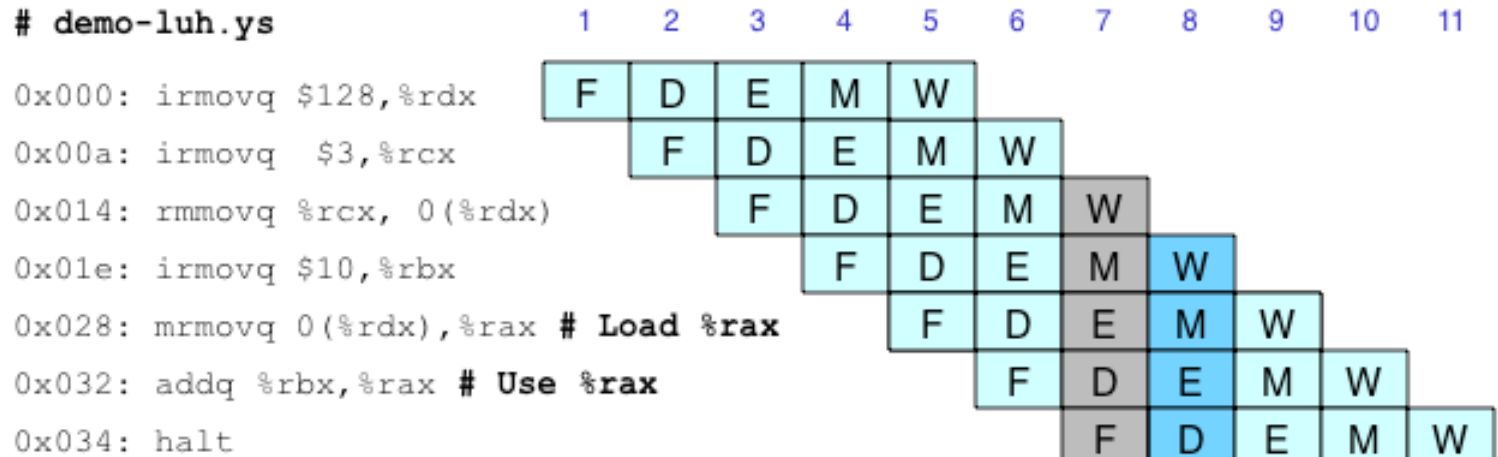 # demo-luh.ys 1 2 3 4 5 6 7 8 9 10 11
0x000: irmovq $128,%rdx F D E M W
0x00a: irmovq  $3,%rcx F D E M W
0x014: rmmovq %rcx, 0(%rdx) F D E M W
0x01e: irmovq $10,%rbx F D E M W
0x028: mrmovq 0(%rdx),%rax # Load %rax F D E M W
0x032: addq %rbx,%rax # Use %rax F D E M W
0x034: halt F D E M W